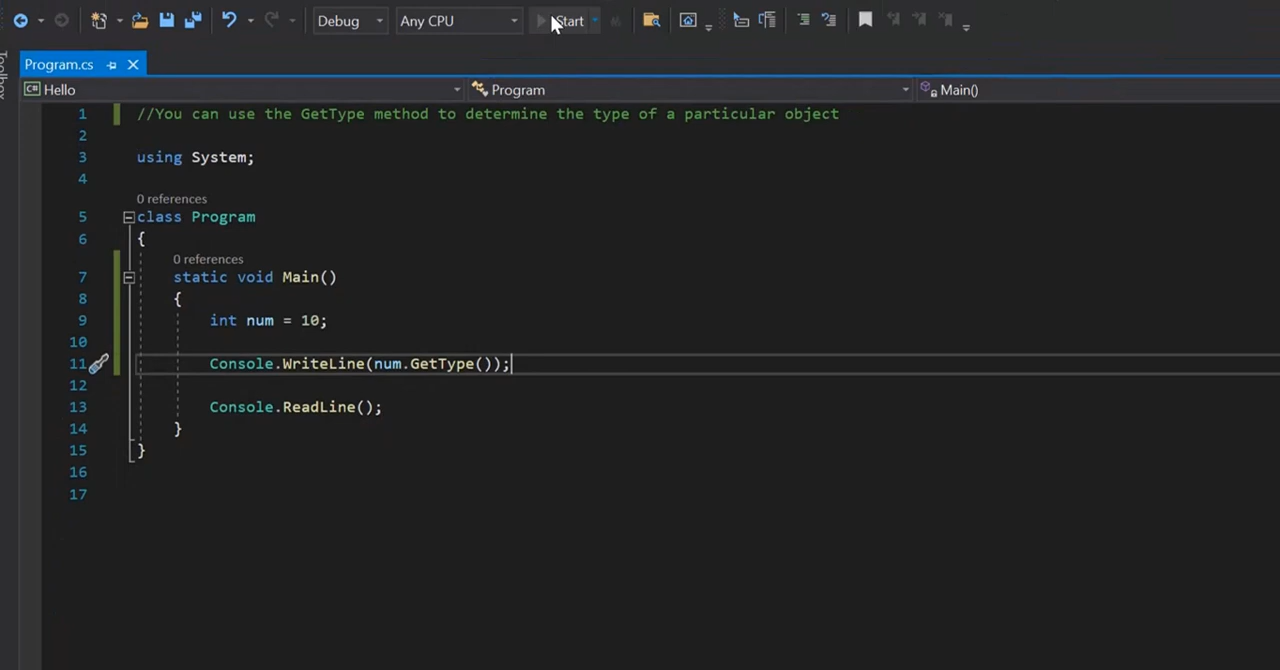 Debug Any CPU Start
Toolbox
Program.cs
C# Hello Program Main()
1 //You can use the GetType method to determine the type of a particular object
2
3 using System;
4
0 references
5 class Program
6 {
0 references
7 static void Main()
8 {
9 int num = 10;
10
11 Console.WriteLine(num.GetType());
12
13 Console.ReadLine();
14 }
15 }
16
17